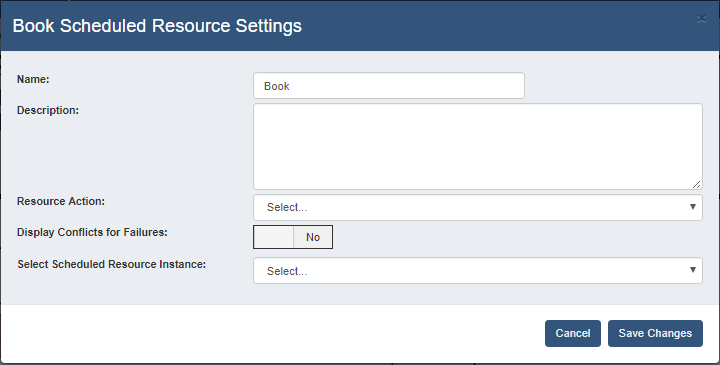 Book Scheduled Resource Settings
×
Name:
Book
Description:
Resource Action:
Select...
Display Conflicts for Failures:
No
Select Scheduled Resource Instance:
Select...
Cancel
Save Changes